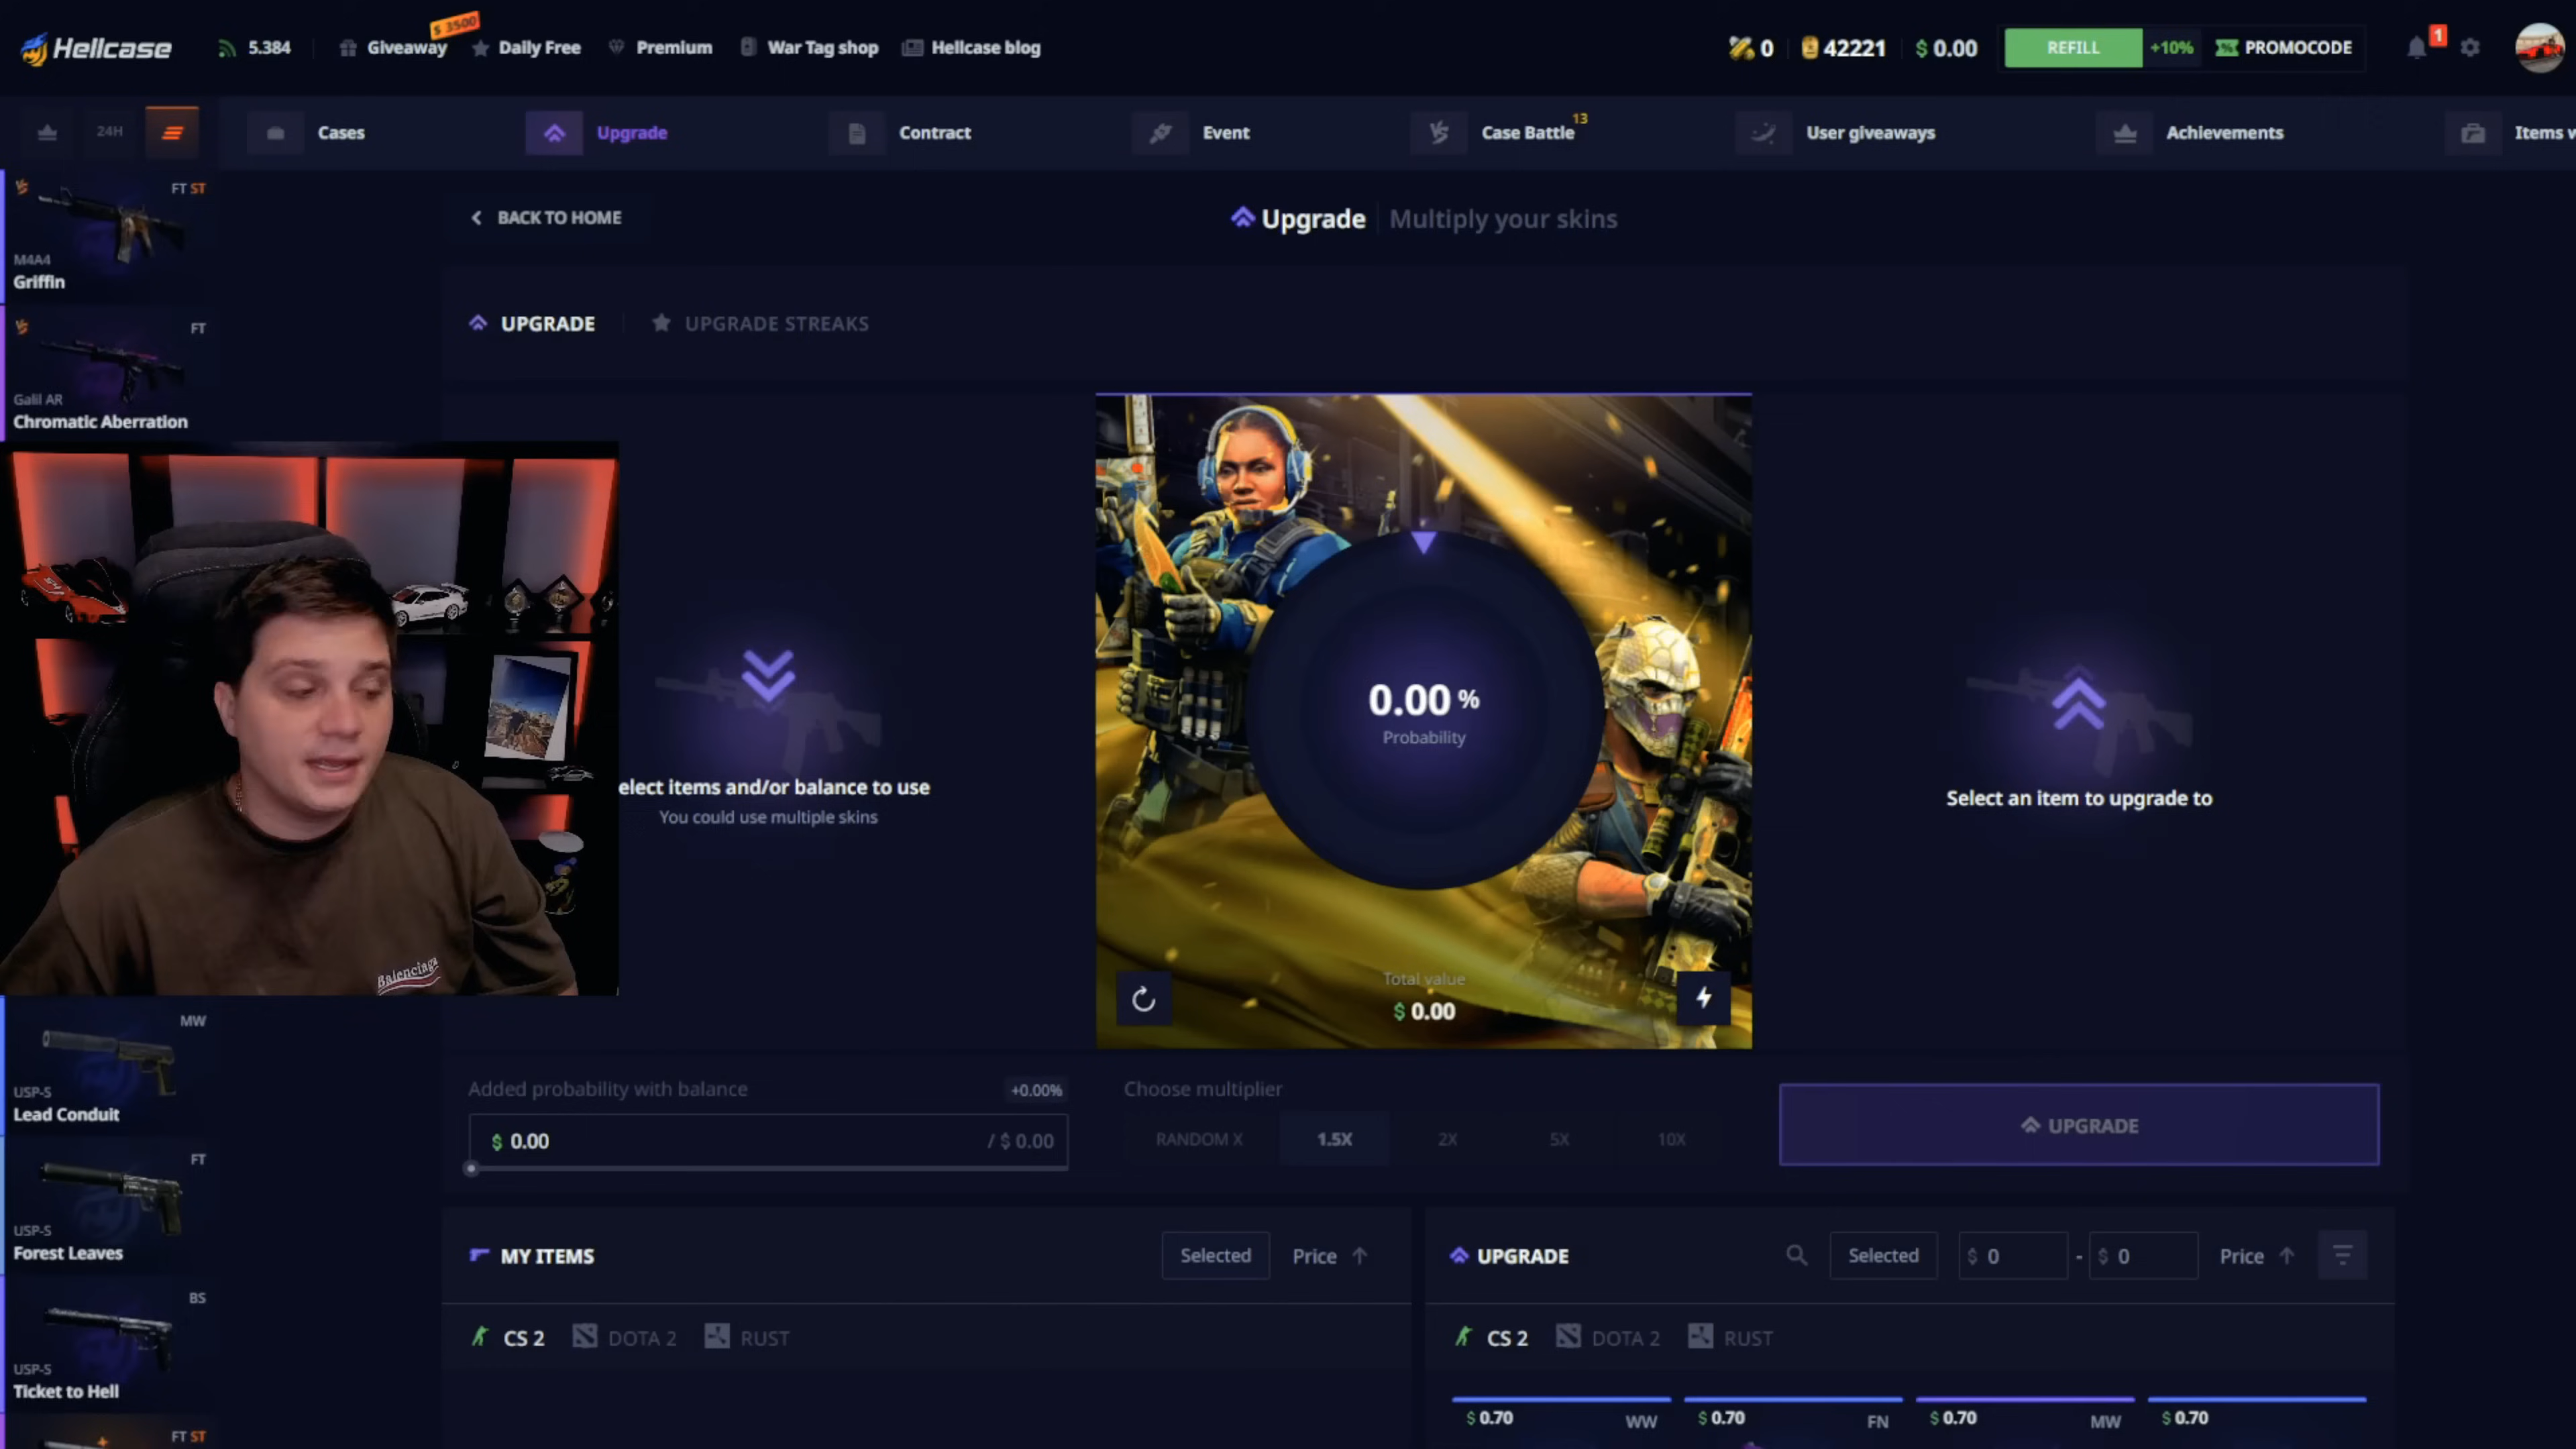 Hellcase
5.384
Giveaway
$ 3500
Daily Free
Premium
War Tag shop
Hellcase blog
0
42221
$ 0.00
REFILL
+10%
PROMOCODE
1
24H
Cases
Upgrade
Contract
Event
Case Battle
13
User giveaways
Achievements
Items
FT ST
M4A4
Griffin
FT
Galil AR
Chromatic Aberration
BACK TO HOME
Upgrade
Multiply your skins
UPGRADE
UPGRADE STREAKS
elect items and/or balance to use
You could use multiple skins
0.00 %
Probability
Total value
$ 0.00
Select an item to upgrade to
Balenciaga
MW
USP-S
Lead Conduit
FT
USP-S
Forest Leaves
BS
USP-S
Ticket to Hell
FT ST
Added probability with balance
+0.00%
$ 0.00
/ $ 0.00
Choose multiplier
RANDOM X
1.5X
2X
5X
10X
UPGRADE
MY ITEMS
Selected
Price
CS 2
DOTA 2
RUST
UPGRADE
Selected
$ 0
-
$ 0
Price
CS 2
DOTA 2
RUST
$ 0.70
WW
$ 0.70
FN
$ 0.70
MW
$ 0.70